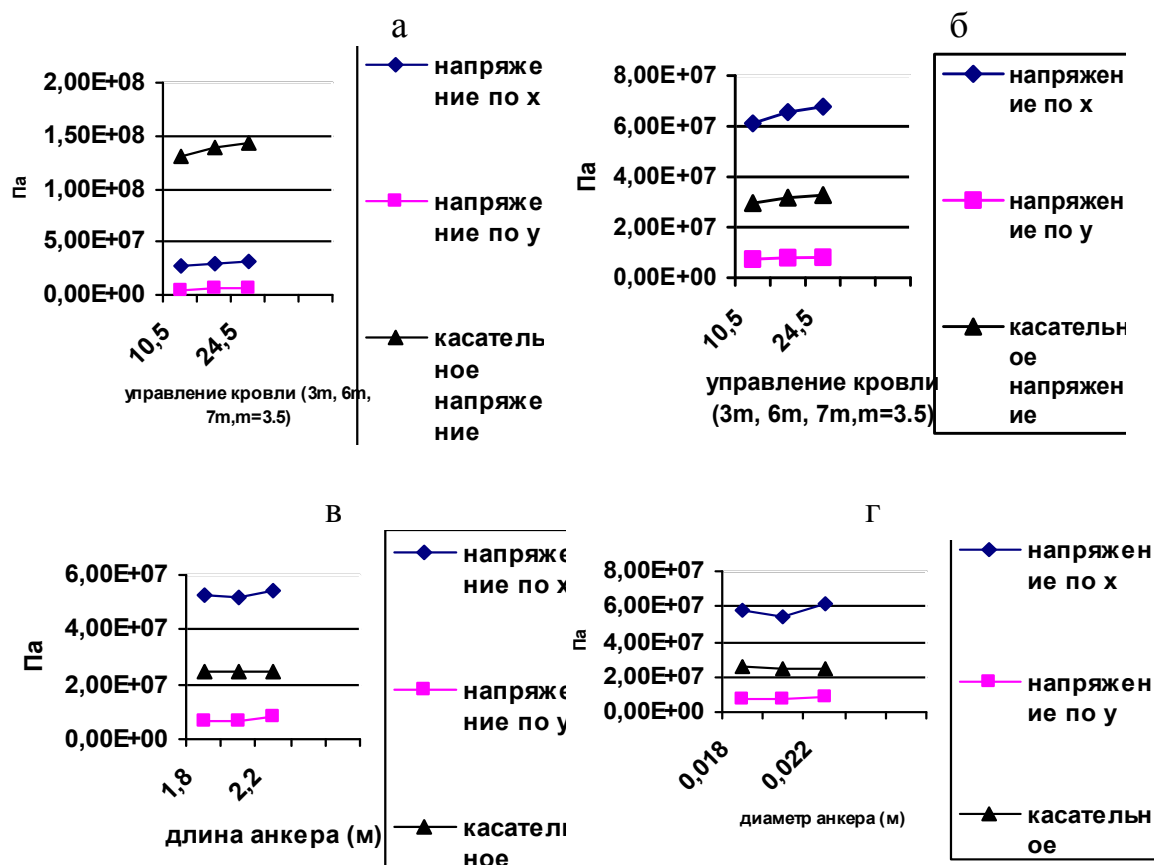 а
2,00E+08
1,50E+08
1,00E+08
5,00E+07
0,00E+00
Па
10,5
24,5
управление кровли (3m, 6m,
7m,m=3.5)
напряже
ние по х
напряже
ние по у
касатель
ное
напряже
ние
б
8,00E+07
6,00E+07
4,00E+07
2,00E+07
0,00E+00
Па
10,5
24,5
управление кровли
(3m, 6m, 7m,m=3.5)
напряжен
ие по х
напряжен
ие по у
касательн
ое
напряжен
ие
в
6,00E+07
4,00E+07
2,00E+07
0,00E+00
Па
1,8
2,2
длина анкера (м)
напряже
ние по х
напряже
ние по у
касатель
ное
г
8,00E+07
6,00E+07
4,00E+07
2,00E+07
0,00E+00
Па
0,018
0,022
диаметр анкера (м)
напряжен
ие по х
напряжен
ие по у
касательн
ое